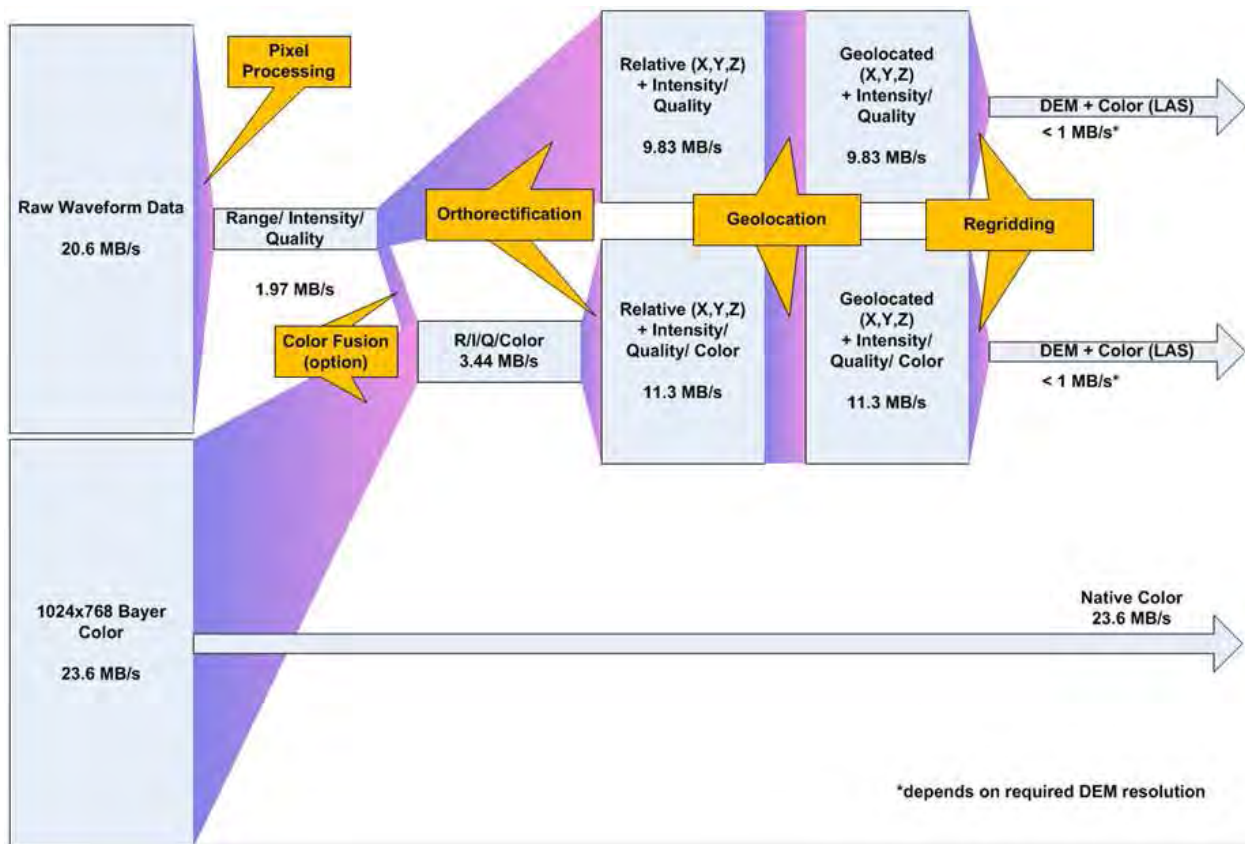 Pixel
Processing
Raw Waveform Data
20.6 MB/s
Range/ Intensity/
Quality
1.97 MB/s
Color Fusion
(option)
R/I/Q/Color
3.44 MB/s
Orthorectification
Relative (X,Y,Z)
+ Intensity/
Quality
9.83 MB/s
Geolocated
(X,Y,Z)
+ Intensity/
Quality
9.83 MB/s
DEM + Color (LAS)
< 1 MB/s*
Geolocation
Regridding
Relative (X,Y,Z)
+ Intensity/
Quality/ Color
11.3 MB/s
Geolocated
(X,Y,Z)
+ Intensity/
Quality/ Color
11.3 MB/s
DEM + Color (LAS)
< 1 MB/s*
1024x768 Bayer
Color
23.6 MB/s
Native Color
23.6 MB/s
*depends on required DEM resolution